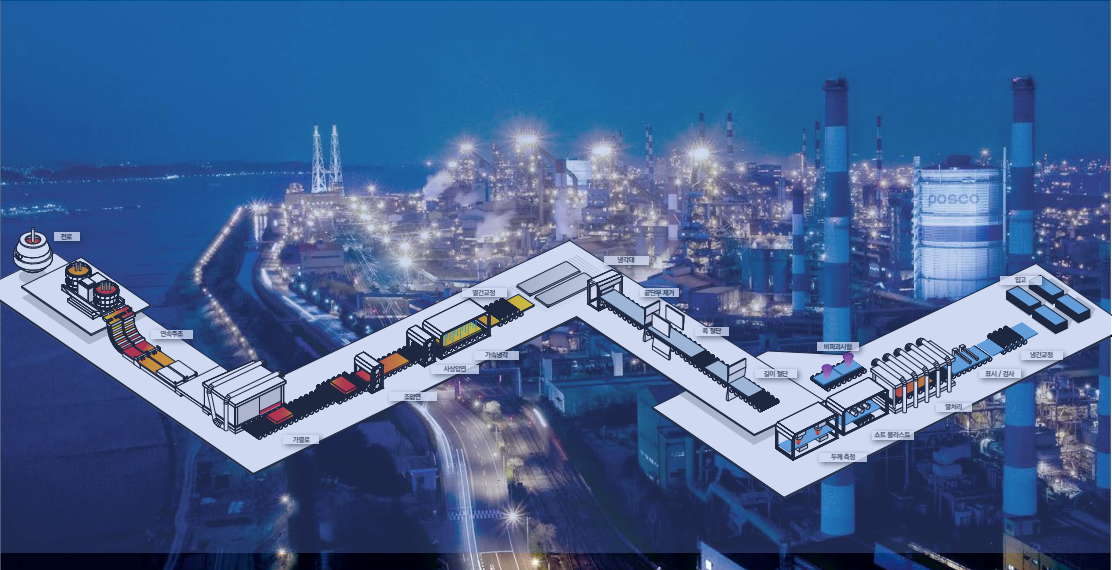 전로
연속주조
가열로
조압연
사상압연
가속냉각
열간교정
냉각대
끝단부 제거
폭 절단
길이 절단
비파괴시험
두께 측정
쇼트 블라스트
열처리
표시 / 검사
냉간교정
입고
posco